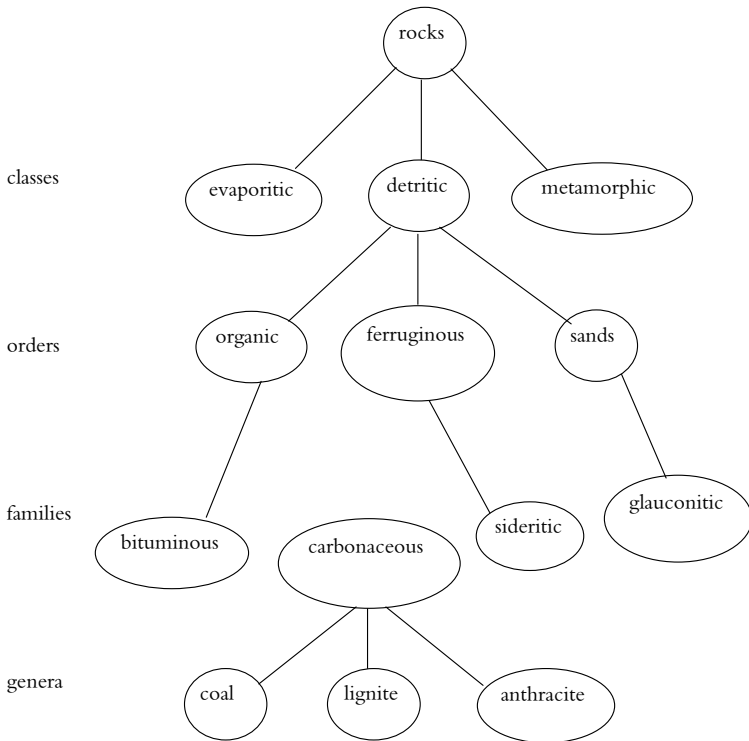 rocks
classes
evaporitic
detritic
metamorphic
orders
organic
ferruginous
sands
families
bituminous
carbonaceous
sideritic
glauconitic
genera
coal
lignite
anthracite